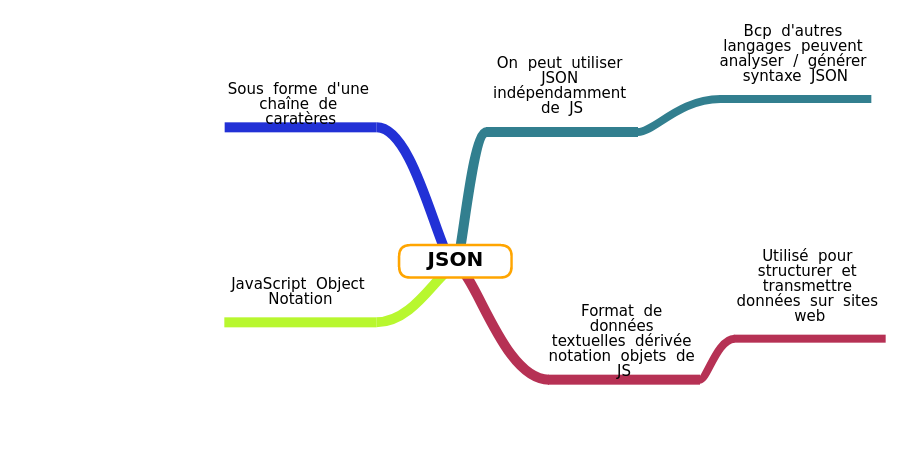 Bcp d'autres
langages peuvent
analyser / générer
syntaxe JSON
On peut utiliser
JSON
indépendamment
de JS
Sous forme d'une
chaîne de
caratères
JSON
JavaScript Object
Notation
Utilisé pour
structurer et
transmettre
données sur sites
web
Format de
données
textuelles dérivée
notation objets de
JS